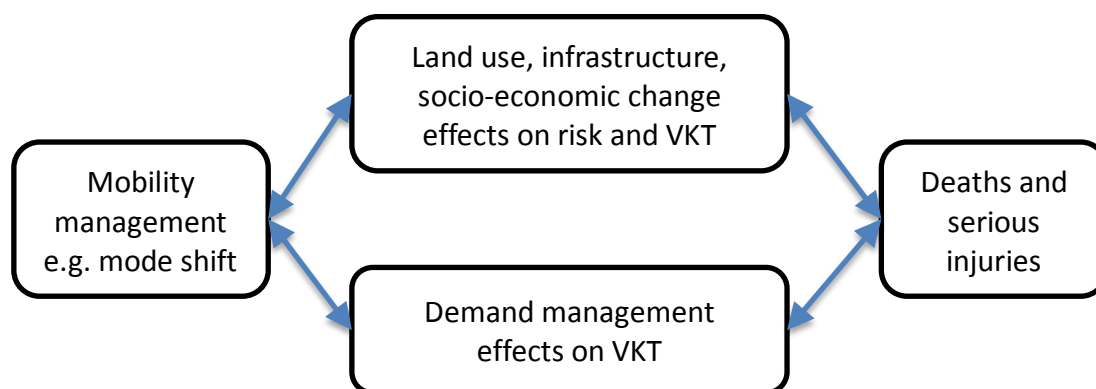 Land use, infrastructure,
socio-economic change
effects on risk and VKT
Mobility
management
e.g. mode shift
Deaths and
serious
injuries
Demand management
effects on VKT